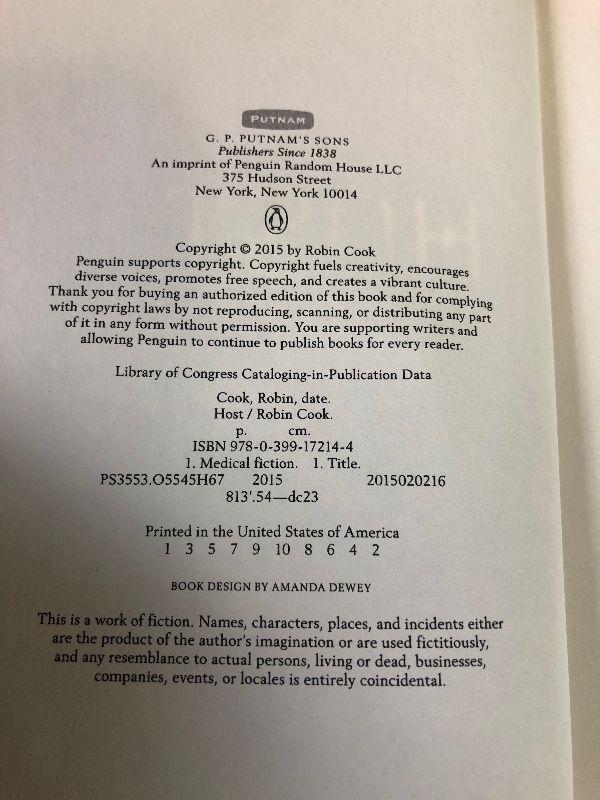 PUTNAM
G. P. PUTNAM'S SONS
Publishers Since 1838
An imprint of Penguin Random House LLC
375 Hudson Street
New York, New York 10014
Copyright © 2015 by Robin Cook
Penguin supports copyright. Copyright fuels creativity, encourages
diverse voices, promotes free speech, and creates a vibrant culture.
Thank you for buying an authorized edition of this book and for complying
with copyright laws by not reproducing, scanning, or distributing any part
of it in any form without permission. You are supporting writers and
allowing Penguin to continue to publish books for every reader.
Library of Congress Cataloging-in-Publication Data
Cook, Robin, date.
Host / Robin Cook.
p. cm.
ISBN 978-0-399-17214-4
1. Medical fiction. 1. Title.
PS3553.O5545H67 2015 2015020216
813'.54—dc23
Printed in the United States of America
1 3 5 7 9 10 8 6 4 2
BOOK DESIGN BY AMANDA DEWEY
This is a work of fiction. Names, characters, places, and incidents either
are the product of the author's imagination or are used fictitiously,
and any resemblance to actual persons, living or dead, businesses,
companies, events, or locales is entirely coincidental.